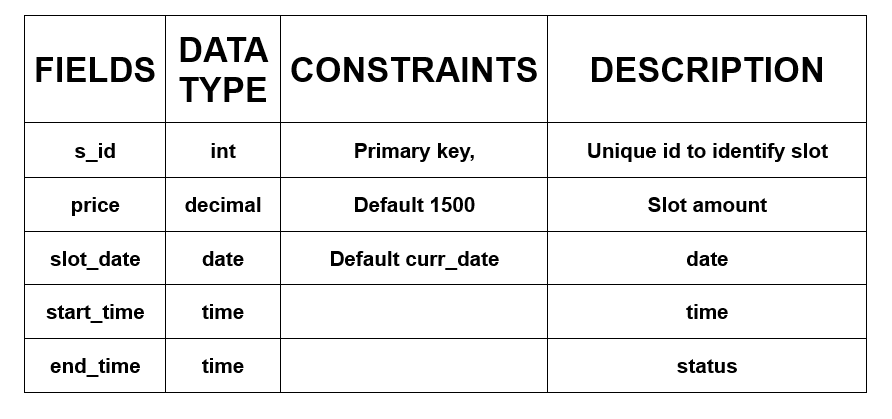 FIELDS DATA TYPE CONSTRAINTS DESCRIPTION
s_id int Primary key, Unique id to identify slot
price decimal Default 1500 Slot amount
slot_date date Default curr_date date
start_time time time
end_time time status